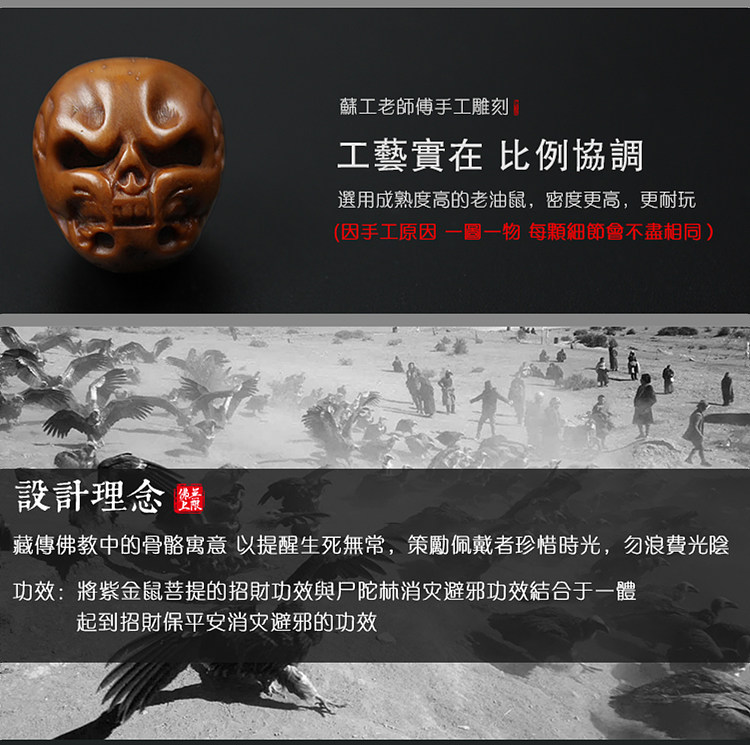 蘇工老師傅手工雕刻
工藝實在 比例協調
選用成熟度高的老油鼠，密度更高，更耐玩
(因手工原因 一圖一物 每顆細節會不盡相同)
設計理念
藏傳佛教中的骨骼寓意 以提醒生死無常，策勵佩戴者珍惜時光，勿浪費光陰
功效：將紫金鼠菩提的招財功效與尸陀林消灾避邪功效結合于一體
起到招財保平安消灾避邪的功效